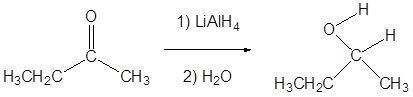 O
C
H₃CH₂C
CH₃
1) LiAlH₄
2) H₂O
H
O
H
C
H₃CH₂C
CH₃